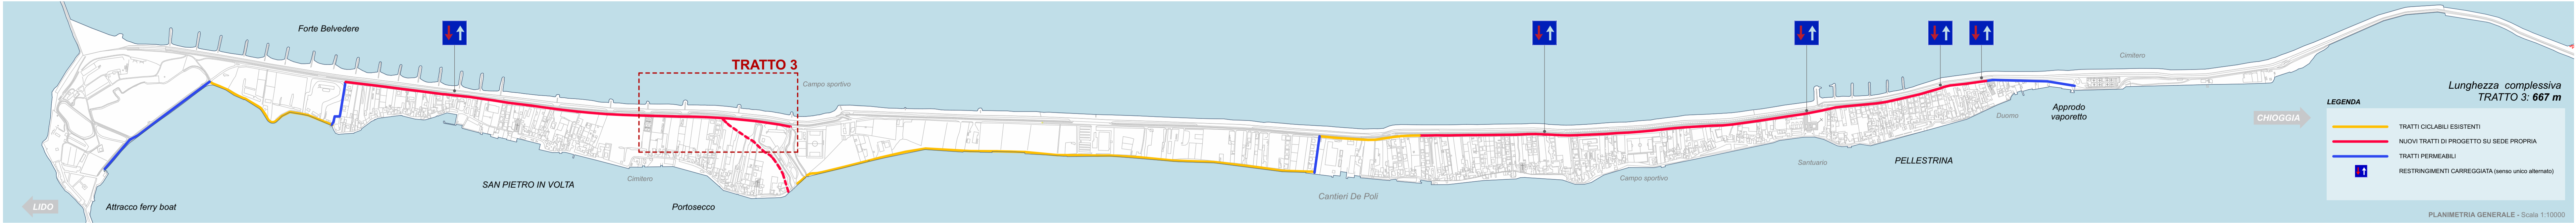 Forte Belvedere
TRATTO 3
Campo sportivo
Cimitero
Lunghezza complessiva
TRATTO 3: 667 m
LEGENDA
TRATTI CICLABILI ESISTENTI
NUOVI TRATTI DI PROGETTO SU SEDE PROPRIA
TRATTI PERMEABILI
RESTRINGIMENTI CARREGGIATA (senso unico alternato)
CHIOGGIA
Approdo
vaporetto
Duomo
PELLESTRINA
Santuario
Campo sportivo
Cantieri De Poli
Cimitero
SAN PIETRO IN VOLTA
Portosecco
Attracco ferry boat
LIDO
PLANIMETRIA GENERALE - Scala 1:10000